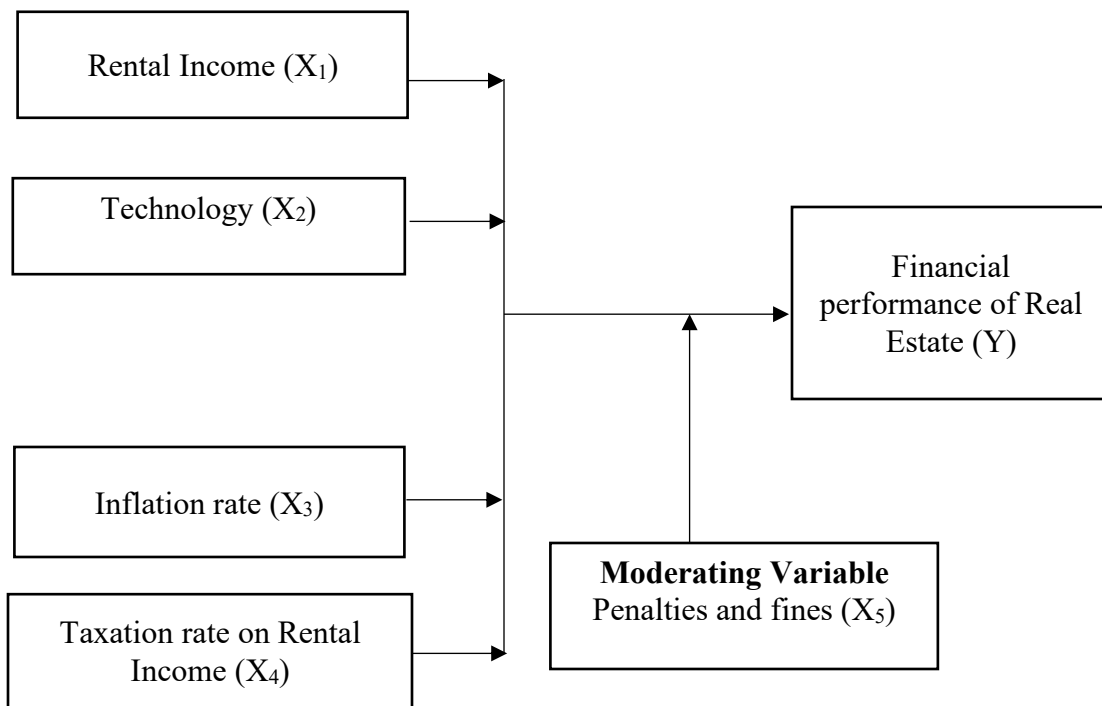 Rental Income (X₁)
Technology (X₂)
Financial
performance of Real
Estate (Y)
Inflation rate (X₃)
Moderating Variable
Penalties and fines (X₅)
Taxation rate on Rental
Income (X₄)